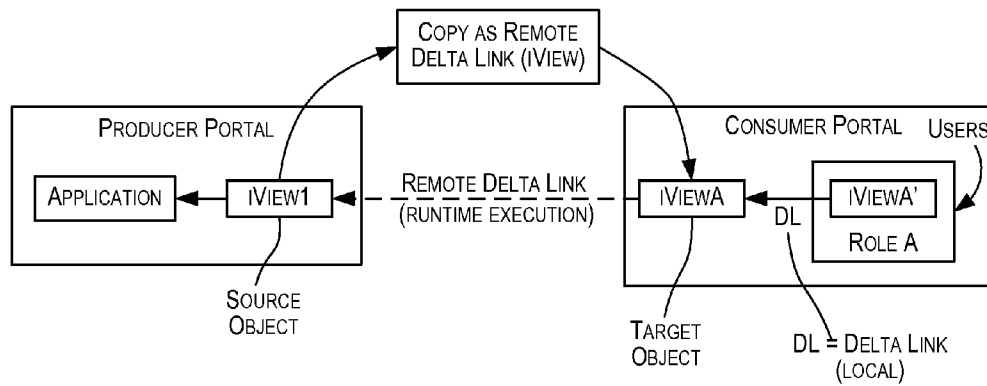 COPY AS REMOTE
DELTA LINK (IVIEW)
PRODUCER PORTAL
CONSUMER PORTAL
USERS
APPLICATION
IVIEW1
REMOTE DELTA LINK
(RUNTIME EXECUTION)
IVIEWA
DL
IVIEWA'
ROLE A
SOURCE
OBJECT
TARGET
OBJECT
DL = DELTA LINK
(LOCAL)